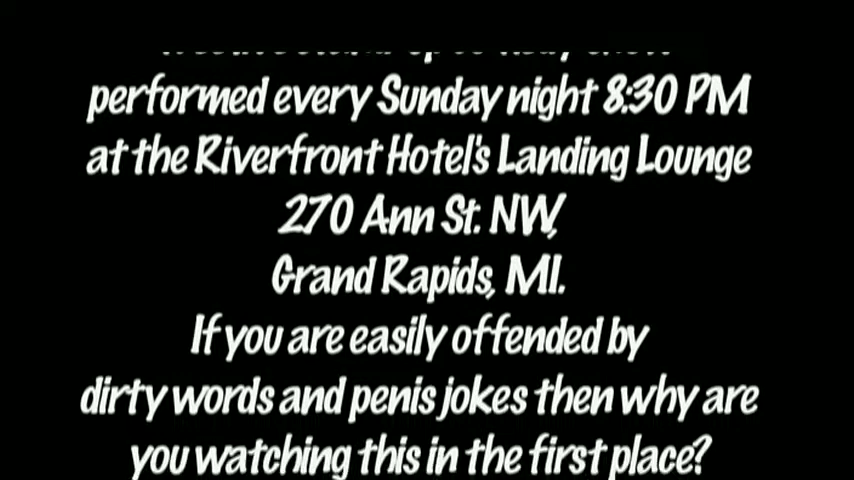 performed every Sunday night 8:30 PM
at the Riverfront Hotel's Landing Lounge
270 Ann St. NW,
Grand Rapids, MI.
If you are easily offended by
dirty words and penis jokes then why are
you watching this in the first place?